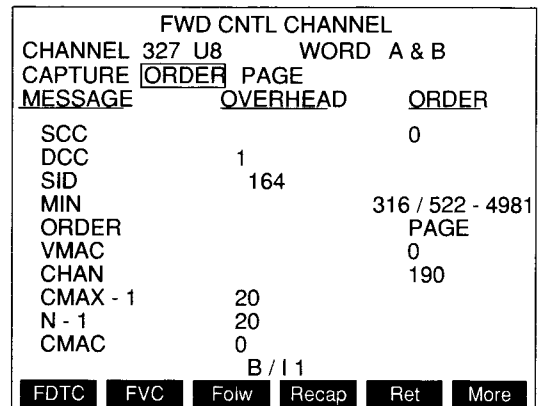 FWD CNTL CHANNEL
CHANNEL 327 U8 WORD A & B
CAPTURE ORDER PAGE
MESSAGE OVERHEAD ORDER
SCC 0
DCC 1
SID 164
MIN 316 / 522 - 4981
ORDER PAGE
VMAC 0
CHAN 190
CMAX - 1 20
N - 1 20
CMAC 0
B / I 1
FDTC FVC Folw Recap Ret More